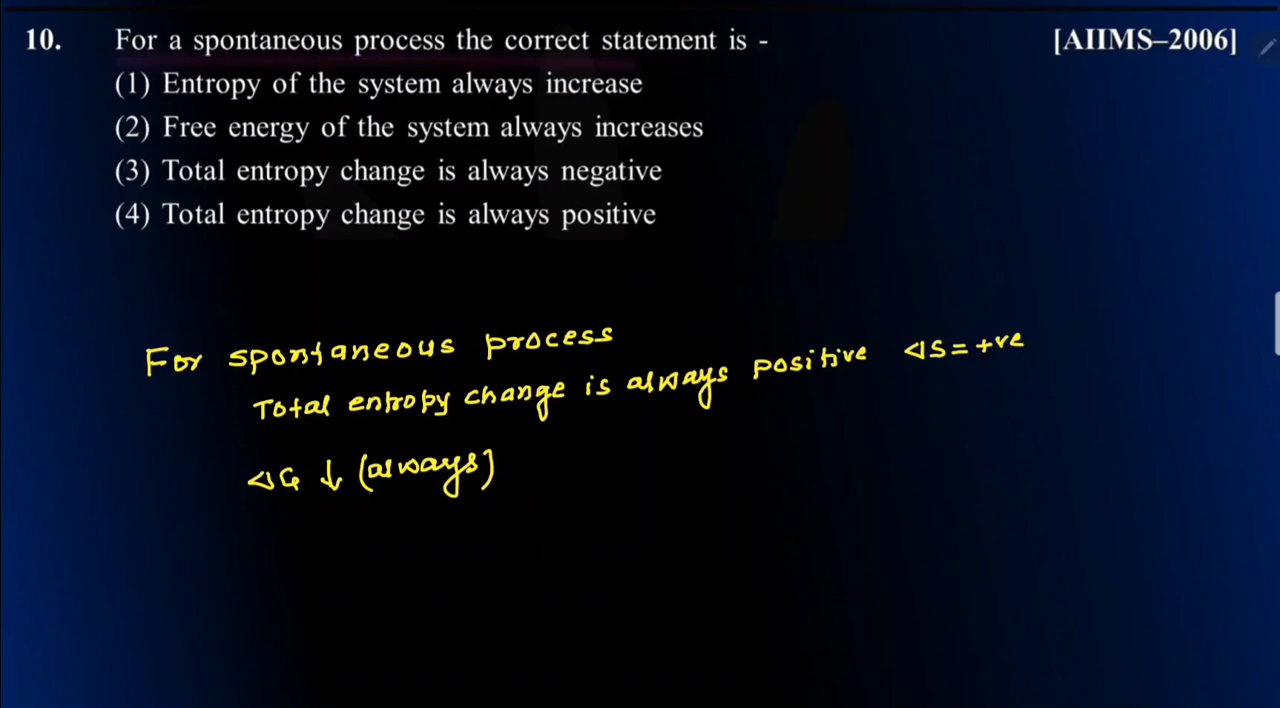 10. For a spontaneous process the correct statement is - [AIIMS–2006]
(1) Entropy of the system always increase
(2) Free energy of the system always increases
(3) Total entropy change is always negative
(4) Total entropy change is always positive
For spontaneous process
Total entropy change is always positive ΔS = +ve
ΔG ↓ (always)